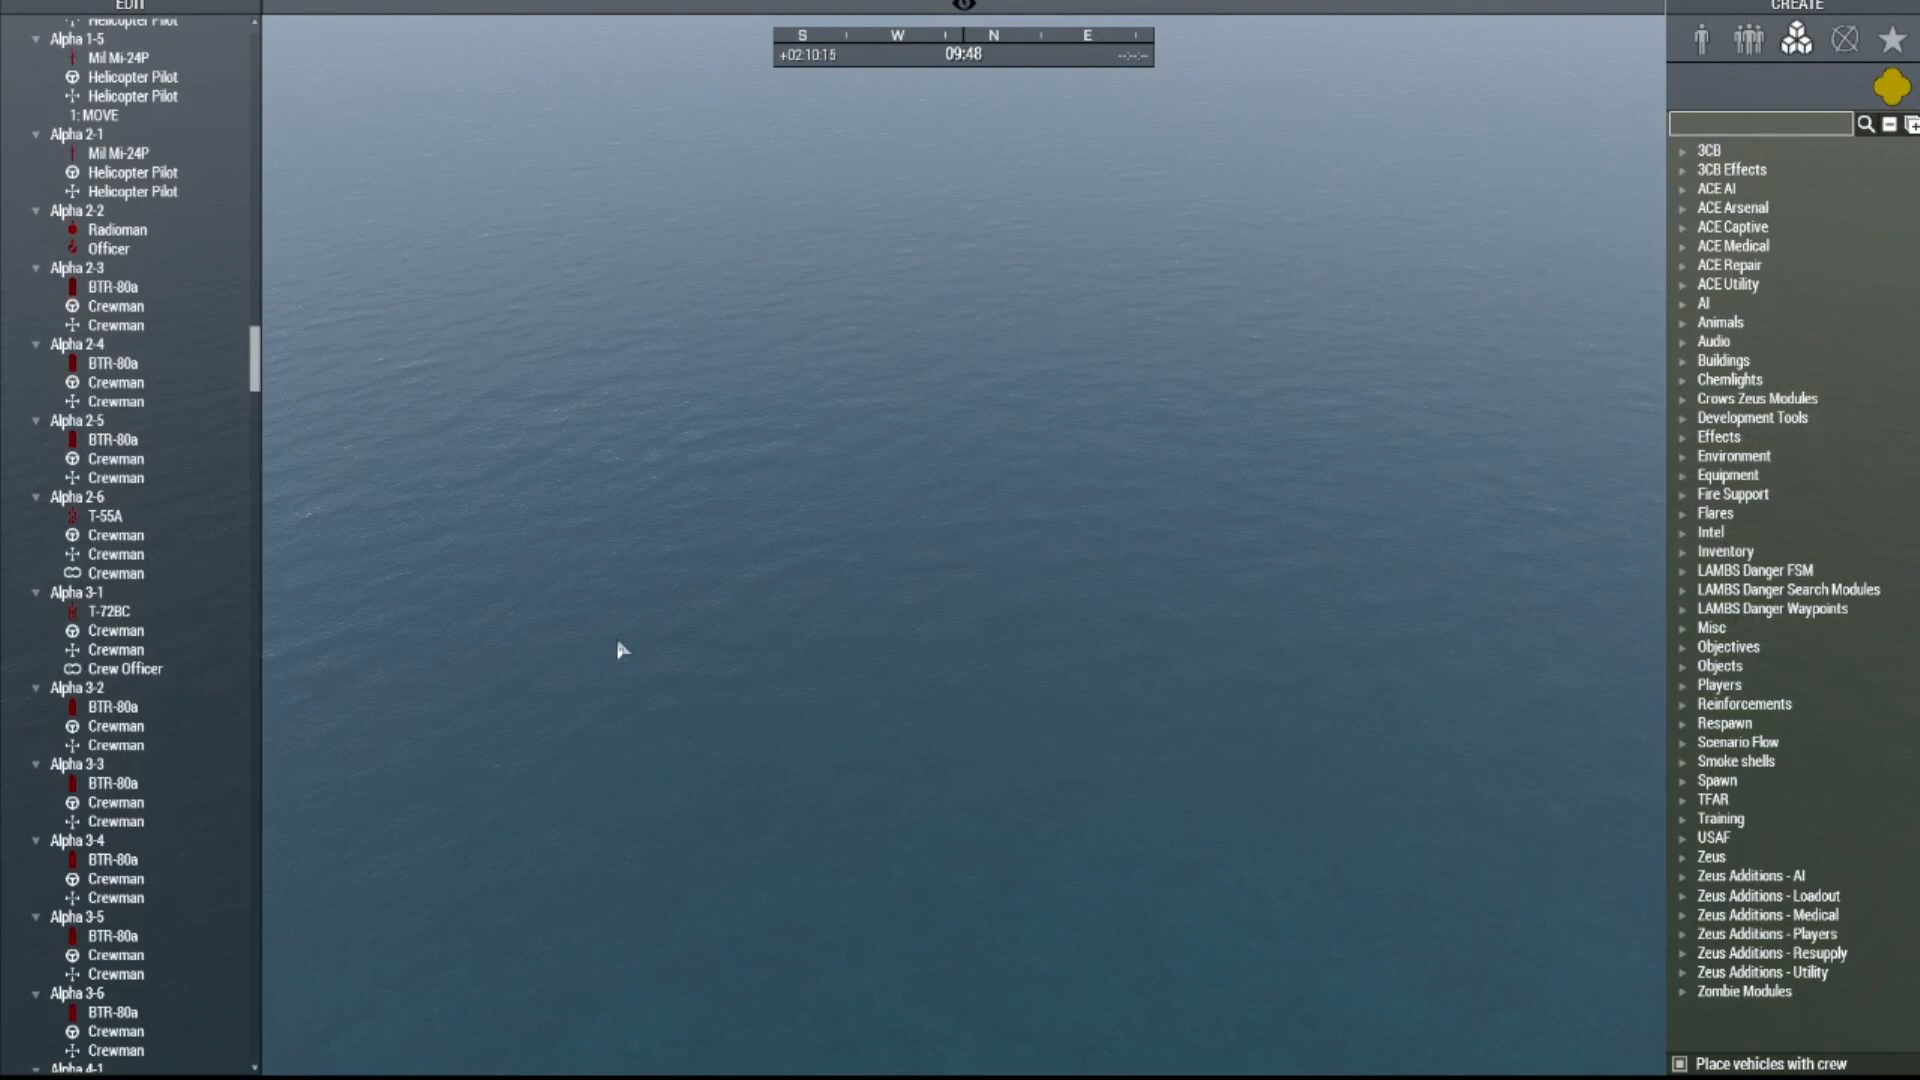 EDIT
Helicopter Pilot
Alpha 1-5
Mil Mi-24P
Helicopter Pilot
Helicopter Pilot
1: MOVE
Alpha 2-1
Mil Mi-24P
Helicopter Pilot
Helicopter Pilot
Alpha 2-2
Radioman
Officer
Alpha 2-3
BTR-80a
Crewman
Crewman
Alpha 2-4
BTR-80a
Crewman
Crewman
Alpha 2-5
BTR-80a
Crewman
Crewman
Alpha 2-6
T-55A
Crewman
Crewman
Crewman
Alpha 3-1
T-72BC
Crewman
Crewman
Crew Officer
Alpha 3-2
BTR-80a
Crewman
Crewman
Alpha 3-3
BTR-80a
Crewman
Crewman
Alpha 3-4
BTR-80a
Crewman
Crewman
Alpha 3-5
BTR-80a
Crewman
Crewman
Alpha 3-6
BTR-80a
Crewman
Crewman
Alpha 4-1
S W N E
+02:10:15 09:48 --:--:--
CREATE
3CB
3CB Effects
ACE AI
ACE Arsenal
ACE Captive
ACE Medical
ACE Repair
ACE Utility
AI
Animals
Audio
Buildings
Chemlights
Crows Zeus Modules
Development Tools
Effects
Environment
Equipment
Fire Support
Flares
Intel
Inventory
LAMBS Danger FSM
LAMBS Danger Search Modules
LAMBS Danger Waypoints
Misc
Objectives
Objects
Players
Reinforcements
Respawn
Scenario Flow
Smoke shells
Spawn
TFAR
Training
USAF
Zeus
Zeus Additions - AI
Zeus Additions - Loadout
Zeus Additions - Medical
Zeus Additions - Players
Zeus Additions - Resupply
Zeus Additions - Utility
Zombie Modules
Place vehicles with crew